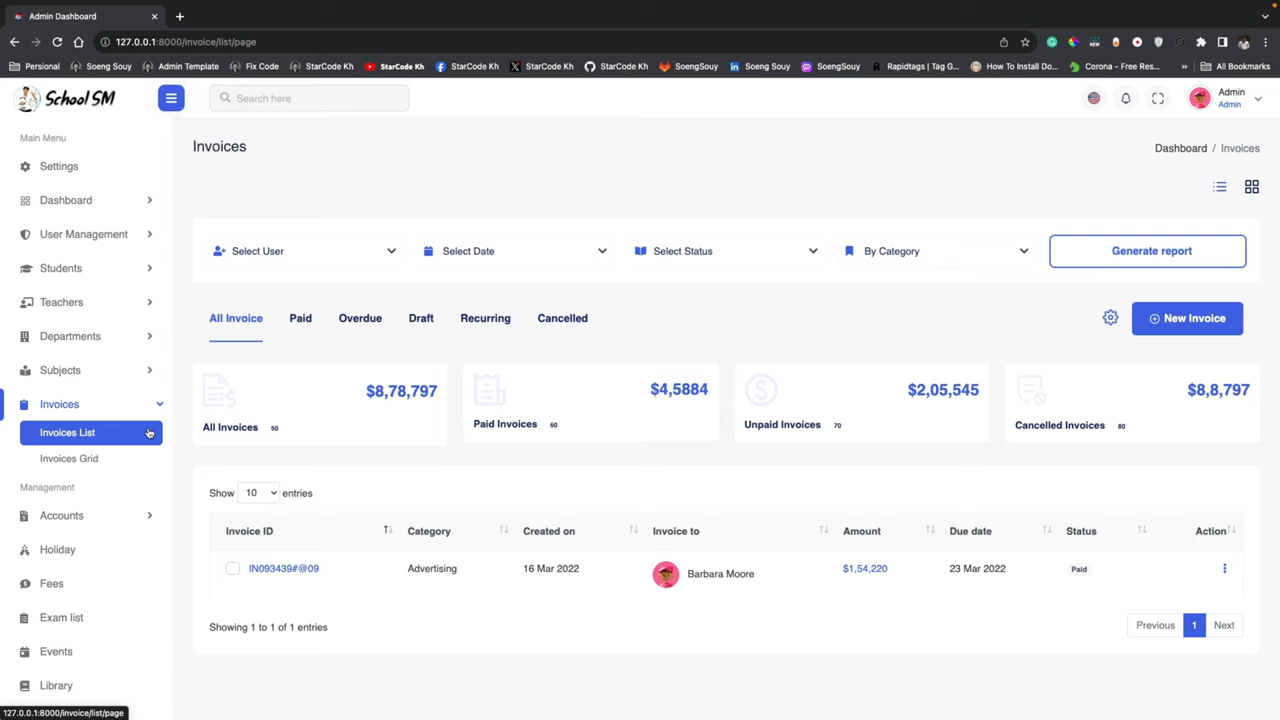 Admin Dashboard
127.0.0.1:8000/invoice/list/page
Personal Soeng Souy Admin Template Fix Code StarCode Kh StarCode Kh StarCode Kh StarCode Kh StarCode Kh SoengSouy Soeng Souy SoengSouy Rapidtags | Tag G... How To Install Do... Corona - Free Res... » All Bookmarks
School SM
Search here
Admin
Admin
Main Menu
Settings
Dashboard
User Management
Students
Teachers
Departments
Subjects
Invoices
Invoices List
Invoices Grid
Management
Accounts
Holiday
Fees
Exam list
Events
Library
127.0.0.1:8000/invoice/list/page
Invoices
Dashboard / Invoices
Select User Select Date Select Status By Category Generate report
All Invoice Paid Overdue Draft Recurring Cancelled New Invoice
$8,78,797
All Invoices 50
$4,5884
Paid Invoices 60
$2,05,545
Unpaid Invoices 70
$8,8,797
Cancelled Invoices 80
Show 10 entries
Invoice ID Category Created on Invoice to Amount Due date Status Action
IN093439#@09 Advertising 16 Mar 2022 Barbara Moore $1,54,220 23 Mar 2022 Paid
Showing 1 to 1 of 1 entries
Previous 1 Next